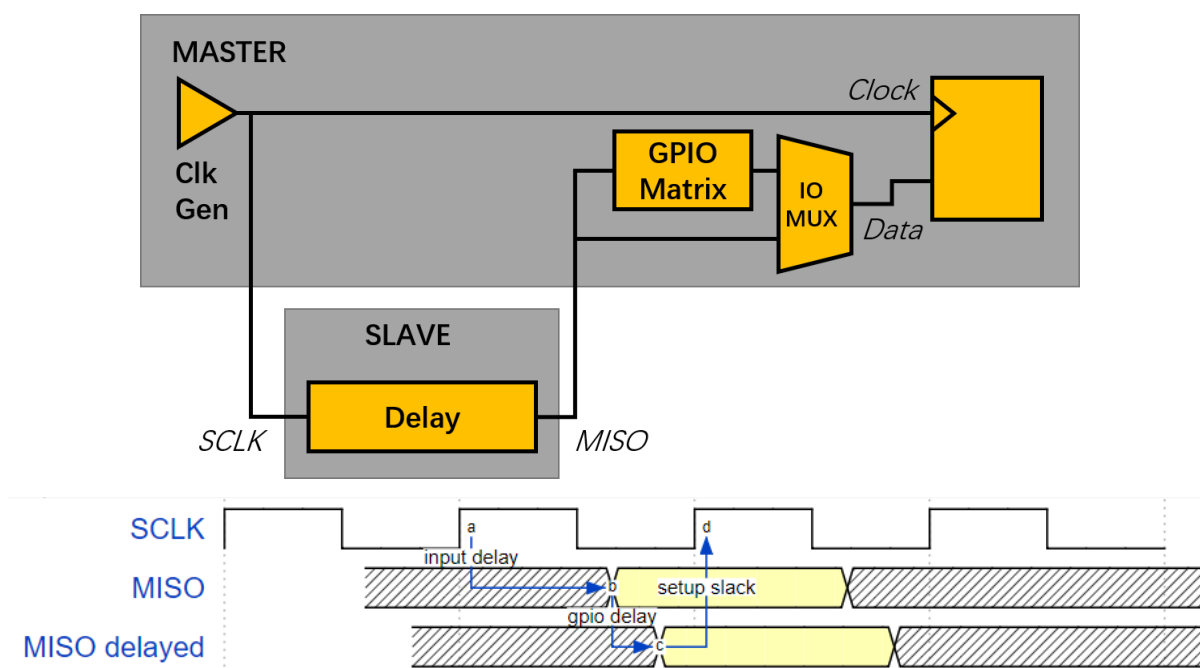 MASTER
Clk
Gen
Clock
GPIO
Matrix
IO
MUX
Data
SLAVE
Delay
SCLK
MISO
SCLK
a
d
input delay
MISO
b
setup slack
gpio delay
MISO delayed
c